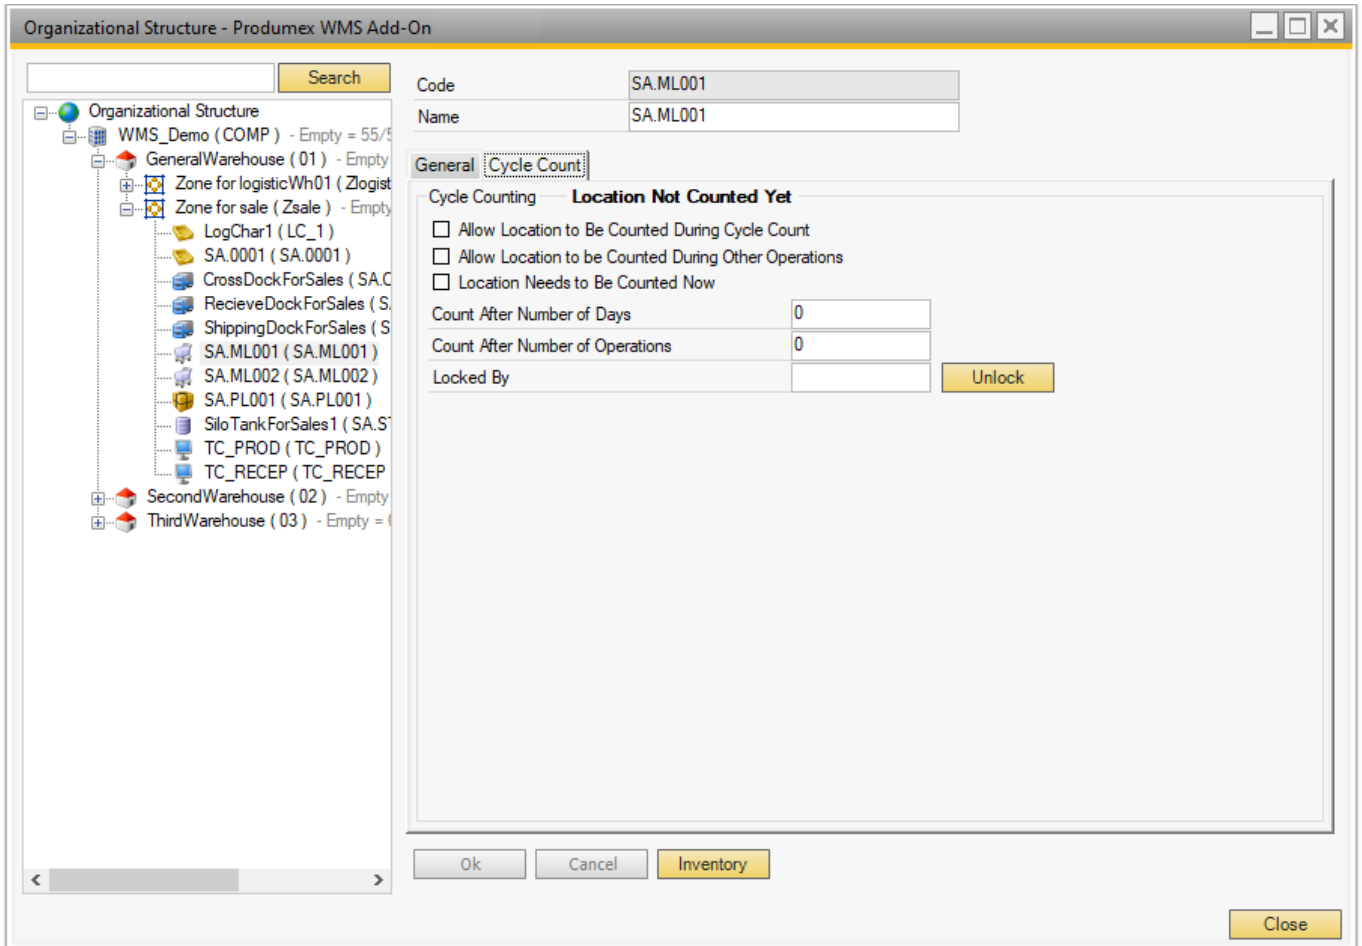 Organizational Structure - Produmex WMS Add-On
Search
Organizational Structure
WMS_Demo ( COMP ) - Empty = 55/
GeneralWarehouse ( 01 ) - Empty
Zone for logisticWh01 ( Zlogist
Zone for sale ( Zsale ) - Empty
LogChar1 ( LC_1 )
SA.0001 ( SA.0001 )
CrossDockForSales ( SA.C
RecieveDockForSales ( S
ShippingDockForSales ( S
SA.ML001 ( SA.ML001 )
SA.ML002 ( SA.ML002 )
SA.PL001 ( SA.PL001 )
SiloTankForSales1 ( SA.S
TC_PROD ( TC_PROD )
TC_RECEP ( TC_RECEP
SecondWarehouse ( 02 ) - Empty
ThirdWarehouse ( 03 ) - Empty =
Code SA.ML001
Name SA.ML001
General Cycle Count
Cycle Counting Location Not Counted Yet
Allow Location to Be Counted During Cycle Count
Allow Location to be Counted During Other Operations
Location Needs to Be Counted Now
Count After Number of Days 0
Count After Number of Operations 0
Locked By Unlock
Ok Cancel Inventory
Close